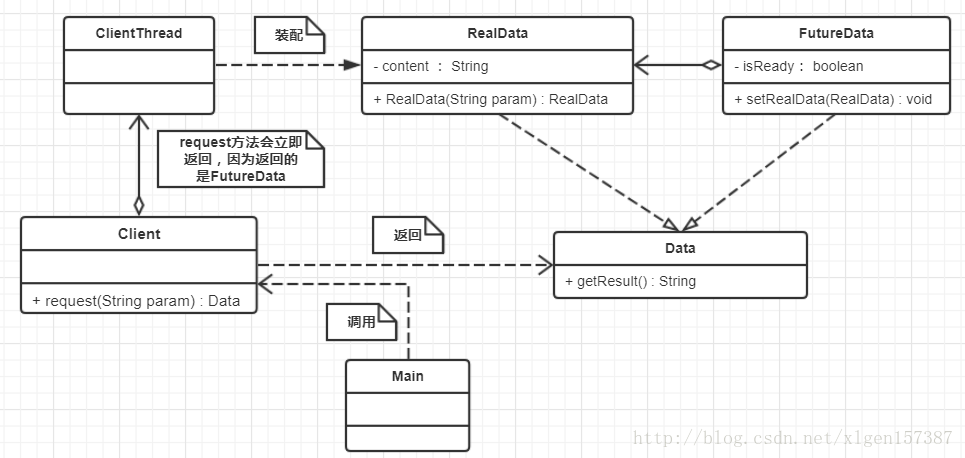 ClientThread
装配
RealData
- content : String
+ RealData(String param) : RealData
FutureData
- isReady : boolean
+ setRealData(RealData) : void
request方法会立即
返回，因为返回的
是FutureData
Client
+ request(String param) : Data
返回
Data
+ getResult() : String
调用
Main
http://blog.csdn.net/xlgen157387